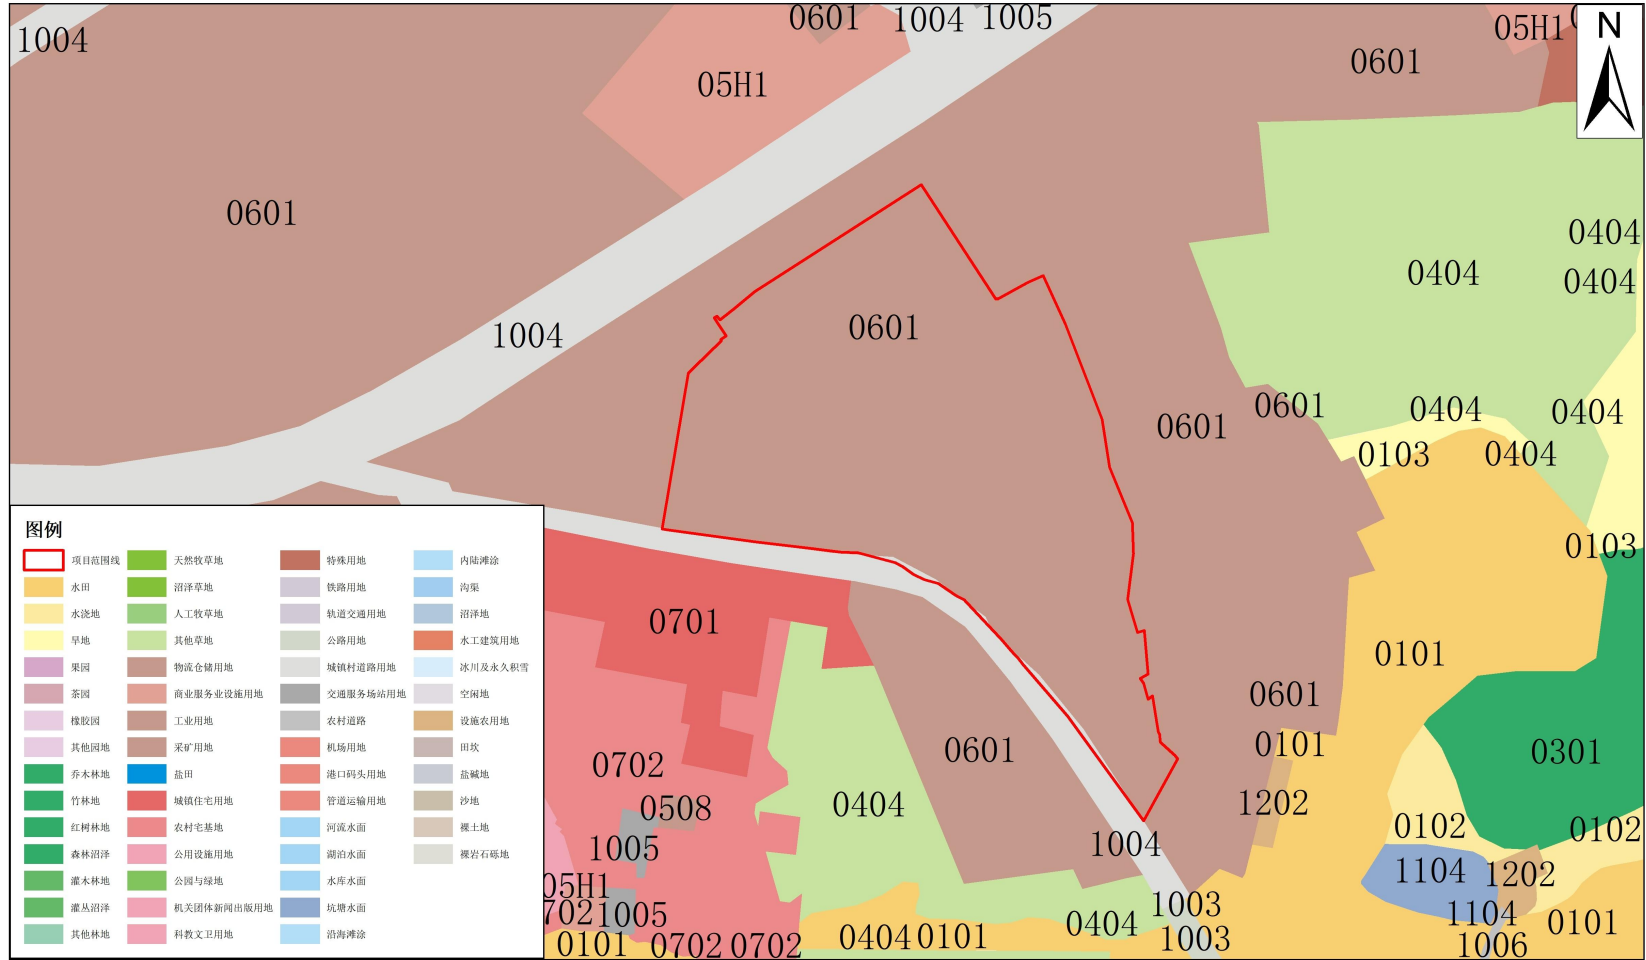 1004
0601
1004
1005
05H1
N
05H1
0601
0601
0404
0404
0404
0601
1004
0601
0404
0404
0601
0103
0404
0103
0701
0101
0601
0101
0301
0601
0702
0404
0508
1202
1005
1004
0102
0102
1104
1202
05H1
702
1005
1003
1104
0101
0404
0404
0101
1003
1006
0101
0702
0702
图例
项目范围线
天然牧草地
特殊用地
内陆滩涂
水田
沼泽草地
铁路用地
沟渠
水浇地
人工牧草地
轨道交通用地
沼泽地
旱地
其他草地
公路用地
水工建筑用地
果园
物流仓储用地
城镇村道路用地
冰川及永久积雪
茶园
商业服务业设施用地
交通服务场站用地
空闲地
橡胶园
工业用地
农村道路
设施农用地
其他园地
采矿用地
机场用地
田坎
乔木林地
盐田
港口码头用地
盐碱地
竹林地
城镇住宅用地
管道运输用地
沙地
红树林地
农村宅基地
河流水面
裸土地
森林沼泽
公用设施用地
湖泊水面
裸岩石砾地
灌木林地
公园与绿地
水库水面
灌丛沼泽
机关团体新闻出版用地
坑塘水面
其他林地
科教文卫用地
沿海滩涂